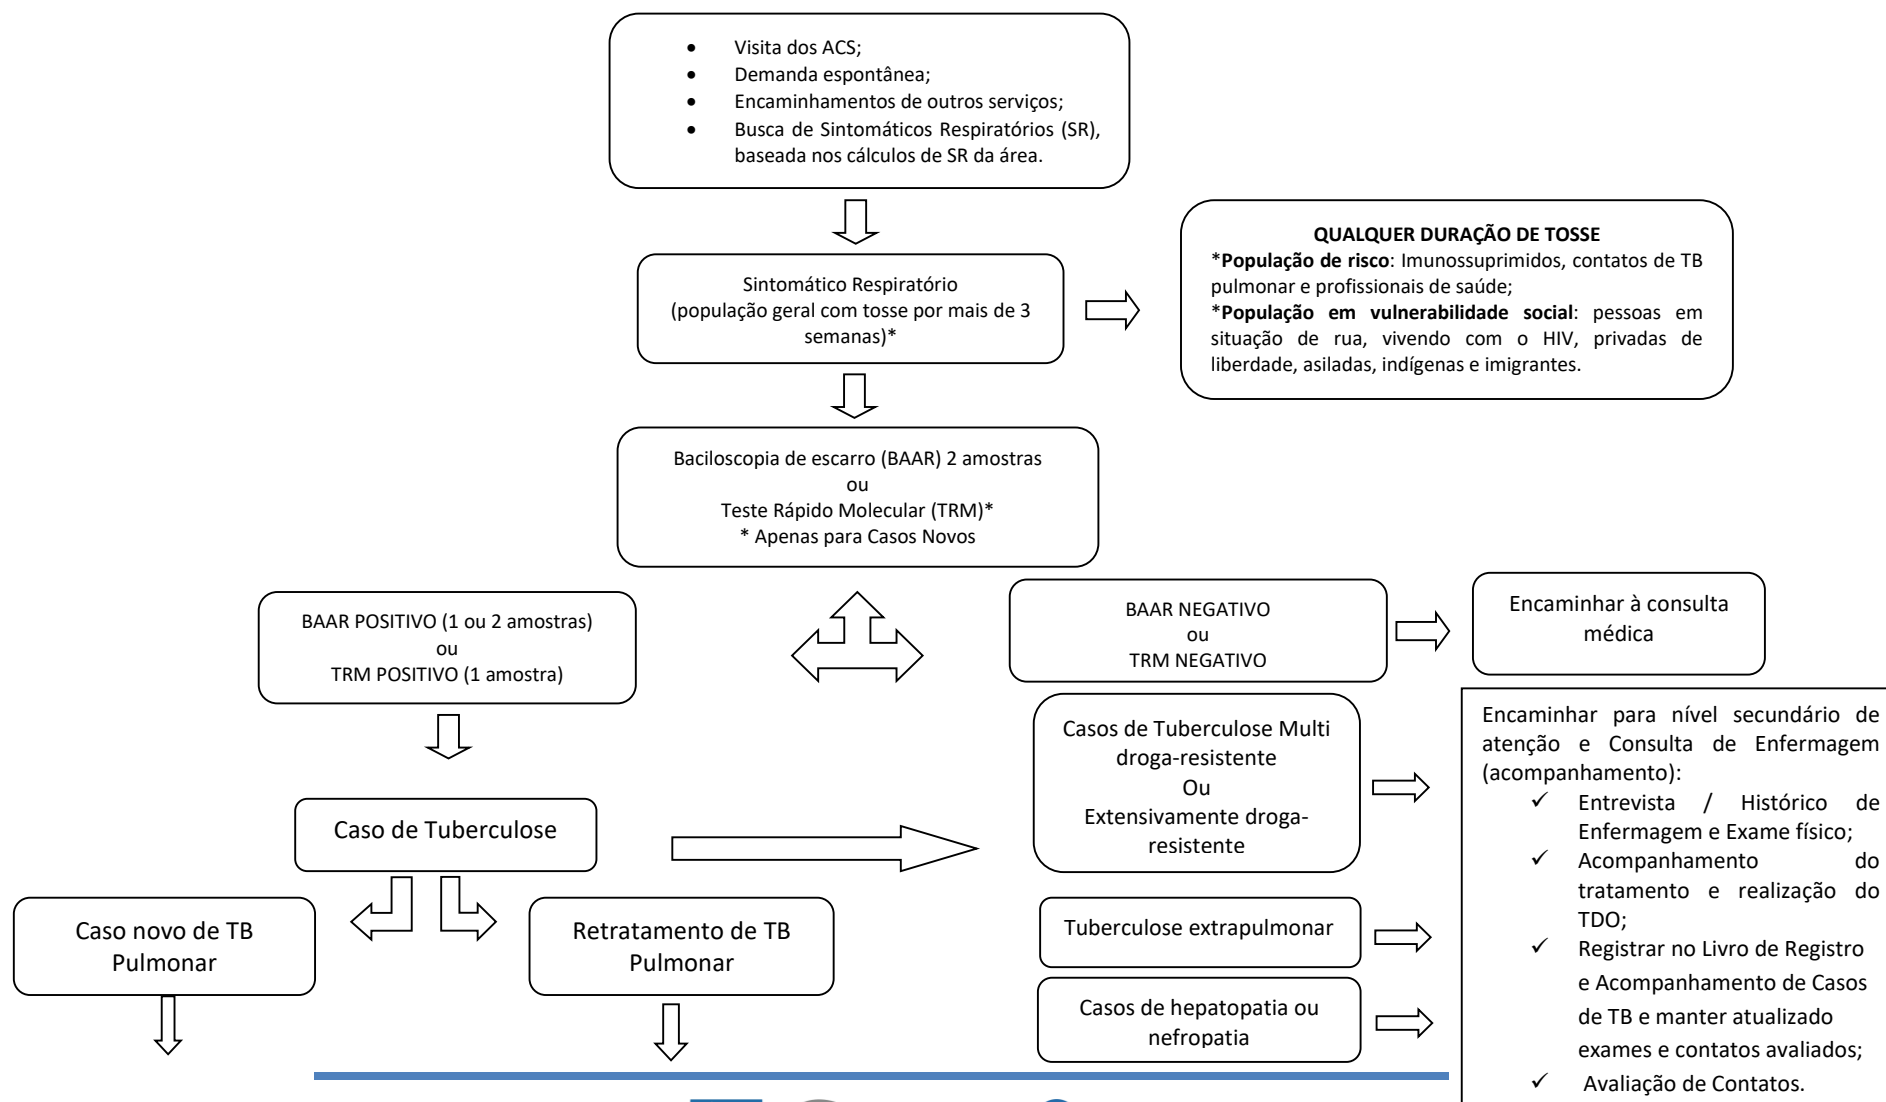 • Visita dos ACS;
• Demanda espontânea;
• Encaminhamentos de outros serviços;
• Busca de Sintomáticos Respiratórios (SR),
baseada nos cálculos de SR da área.
Sintomático Respiratório
(população geral com tosse por mais de 3
semanas)*
QUALQUER DURAÇÃO DE TOSSE
*População de risco: Imunossuprimidos, contatos de TB
pulmonar e profissionais de saúde;
*População em vulnerabilidade social: pessoas em
situação de rua, vivendo com o HIV, privadas de
liberdade, asiladas, indígenas e imigrantes.
Baciloscopia de escarro (BAAR) 2 amostras
ou
Teste Rápido Molecular (TRM)*
* Apenas para Casos Novos
BAAR POSITIVO (1 ou 2 amostras)
ou
TRM POSITIVO (1 amostra)
BAAR NEGATIVO
ou
TRM NEGATIVO
Encaminhar à consulta
médica
Caso de Tuberculose
Casos de Tuberculose Multi
droga-resistente
Ou
Extensivamente droga-
resistente
Caso novo de TB
Pulmonar
Retratamento de TB
Pulmonar
Tuberculose extrapulmonar
Casos de hepatopatia ou
nefropatia
Encaminhar para nível secundário de
atenção e Consulta de Enfermagem
(acompanhamento):
✓ Entrevista / Histórico de
Enfermagem e Exame físico;
✓ Acompanhamento do
tratamento e realização do
TDO;
✓ Registrar no Livro de Registro
e Acompanhamento de Casos
de TB e manter atualizado
exames e contatos avaliados;
✓ Avaliação de Contatos.